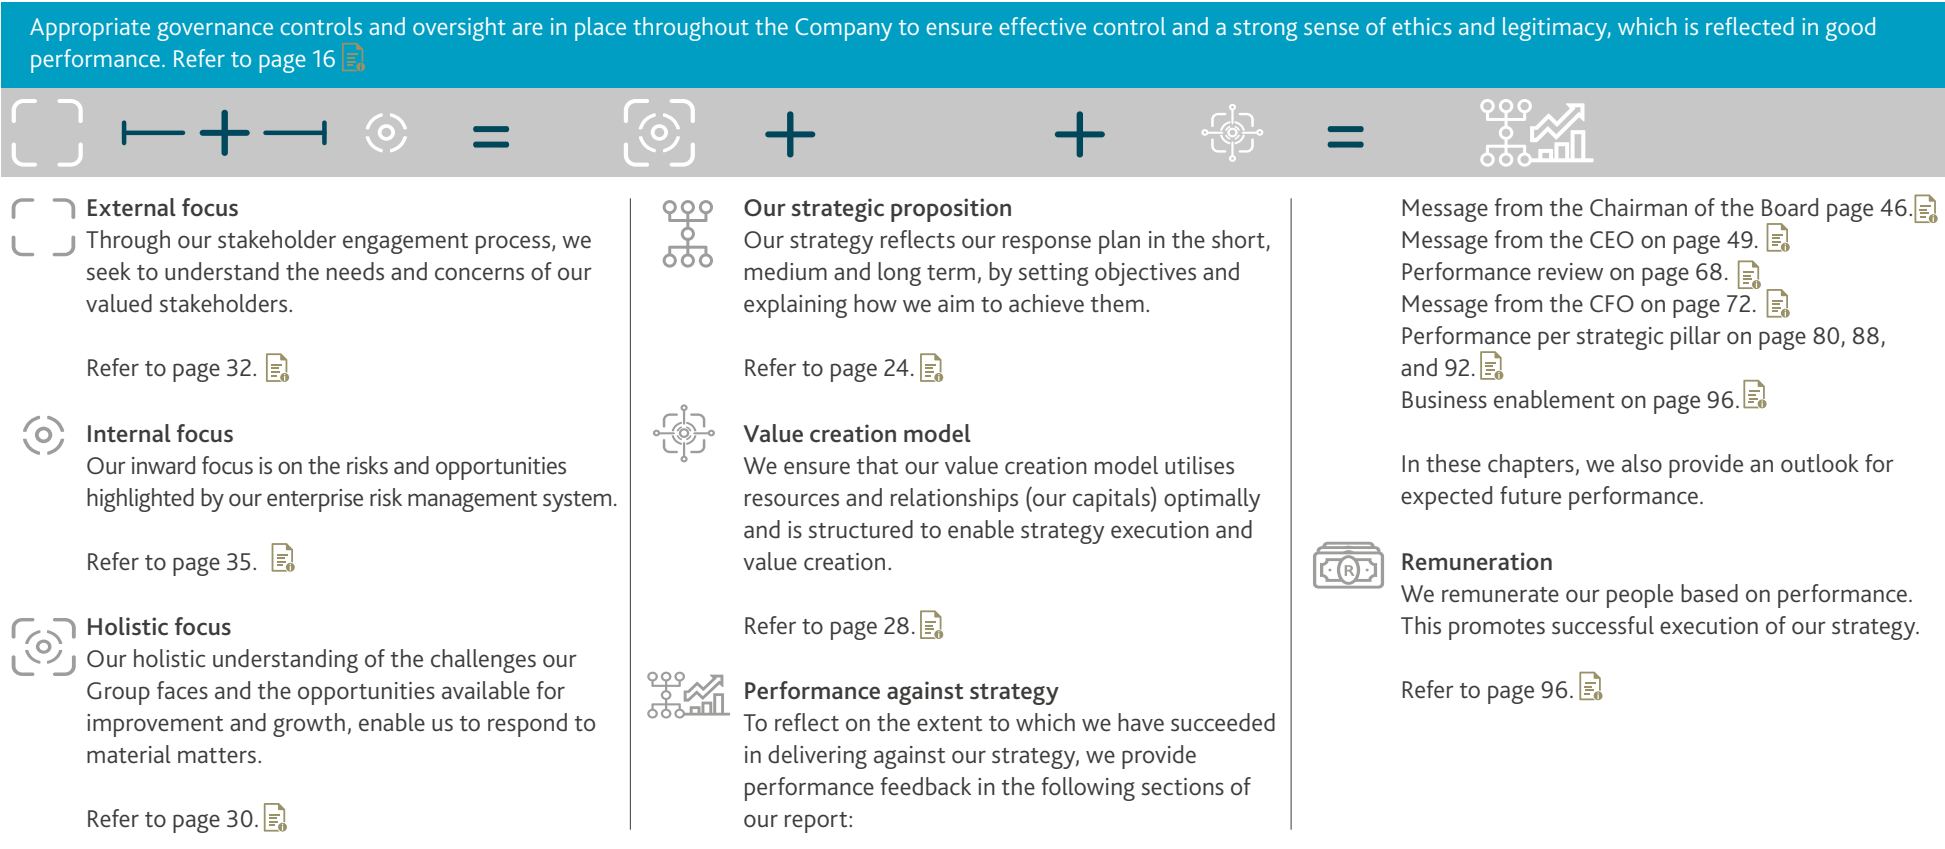 Appropriate governance controls and oversight are in place throughout the Company to ensure effective control and a strong sense of ethics and legitimacy, which is reflected in good
performance. Refer to page 16
External focus
Through our stakeholder engagement process, we
seek to understand the needs and concerns of our
valued stakeholders.
Refer to page 32.
Internal focus
Our inward focus is on the risks and opportunities
highlighted by our enterprise risk management system.
Refer to page 35.
Holistic focus
Our holistic understanding of the challenges our
Group faces and the opportunities available for
improvement and growth, enable us to respond to
material matters.
Refer to page 30.
Our strategic proposition
Our strategy reflects our response plan in the short,
medium and long term, by setting objectives and
explaining how we aim to achieve them.
Refer to page 24.
Value creation model
We ensure that our value creation model utilises
resources and relationships (our capitals) optimally
and is structured to enable strategy execution and
value creation.
Refer to page 28.
Performance against strategy
To reflect on the extent to which we have succeeded
in delivering against our strategy, we provide
performance feedback in the following sections of
our report:
Message from the Chairman of the Board page 46.
Message from the CEO on page 49.
Performance review on page 68.
Message from the CFO on page 72.
Performance per strategic pillar on page 80, 88,
and 92.
Business enablement on page 96.
In these chapters, we also provide an outlook for
expected future performance.
R
Remuneration
We remunerate our people based on performance.
This promotes successful execution of our strategy.
Refer to page 96.